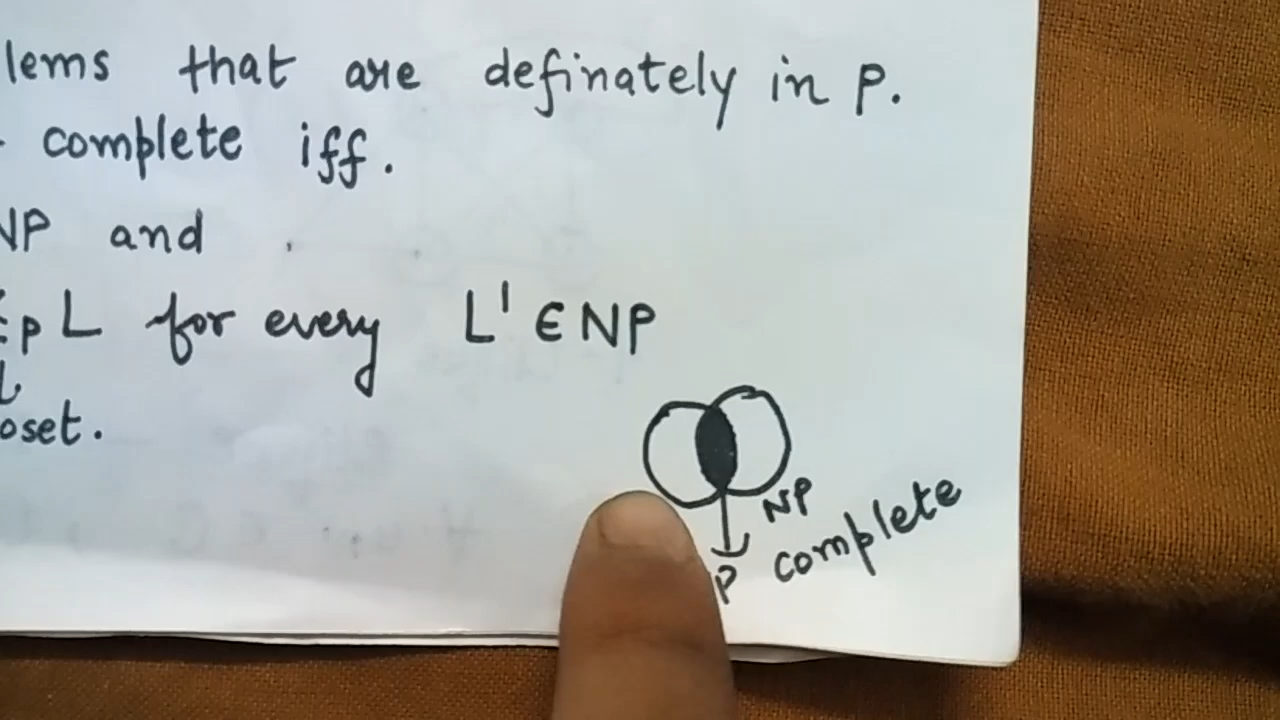 lems that are definately in P.
complete iff.
NP and
≤p L for every L' ∈ NP
oset.
NP
P complete